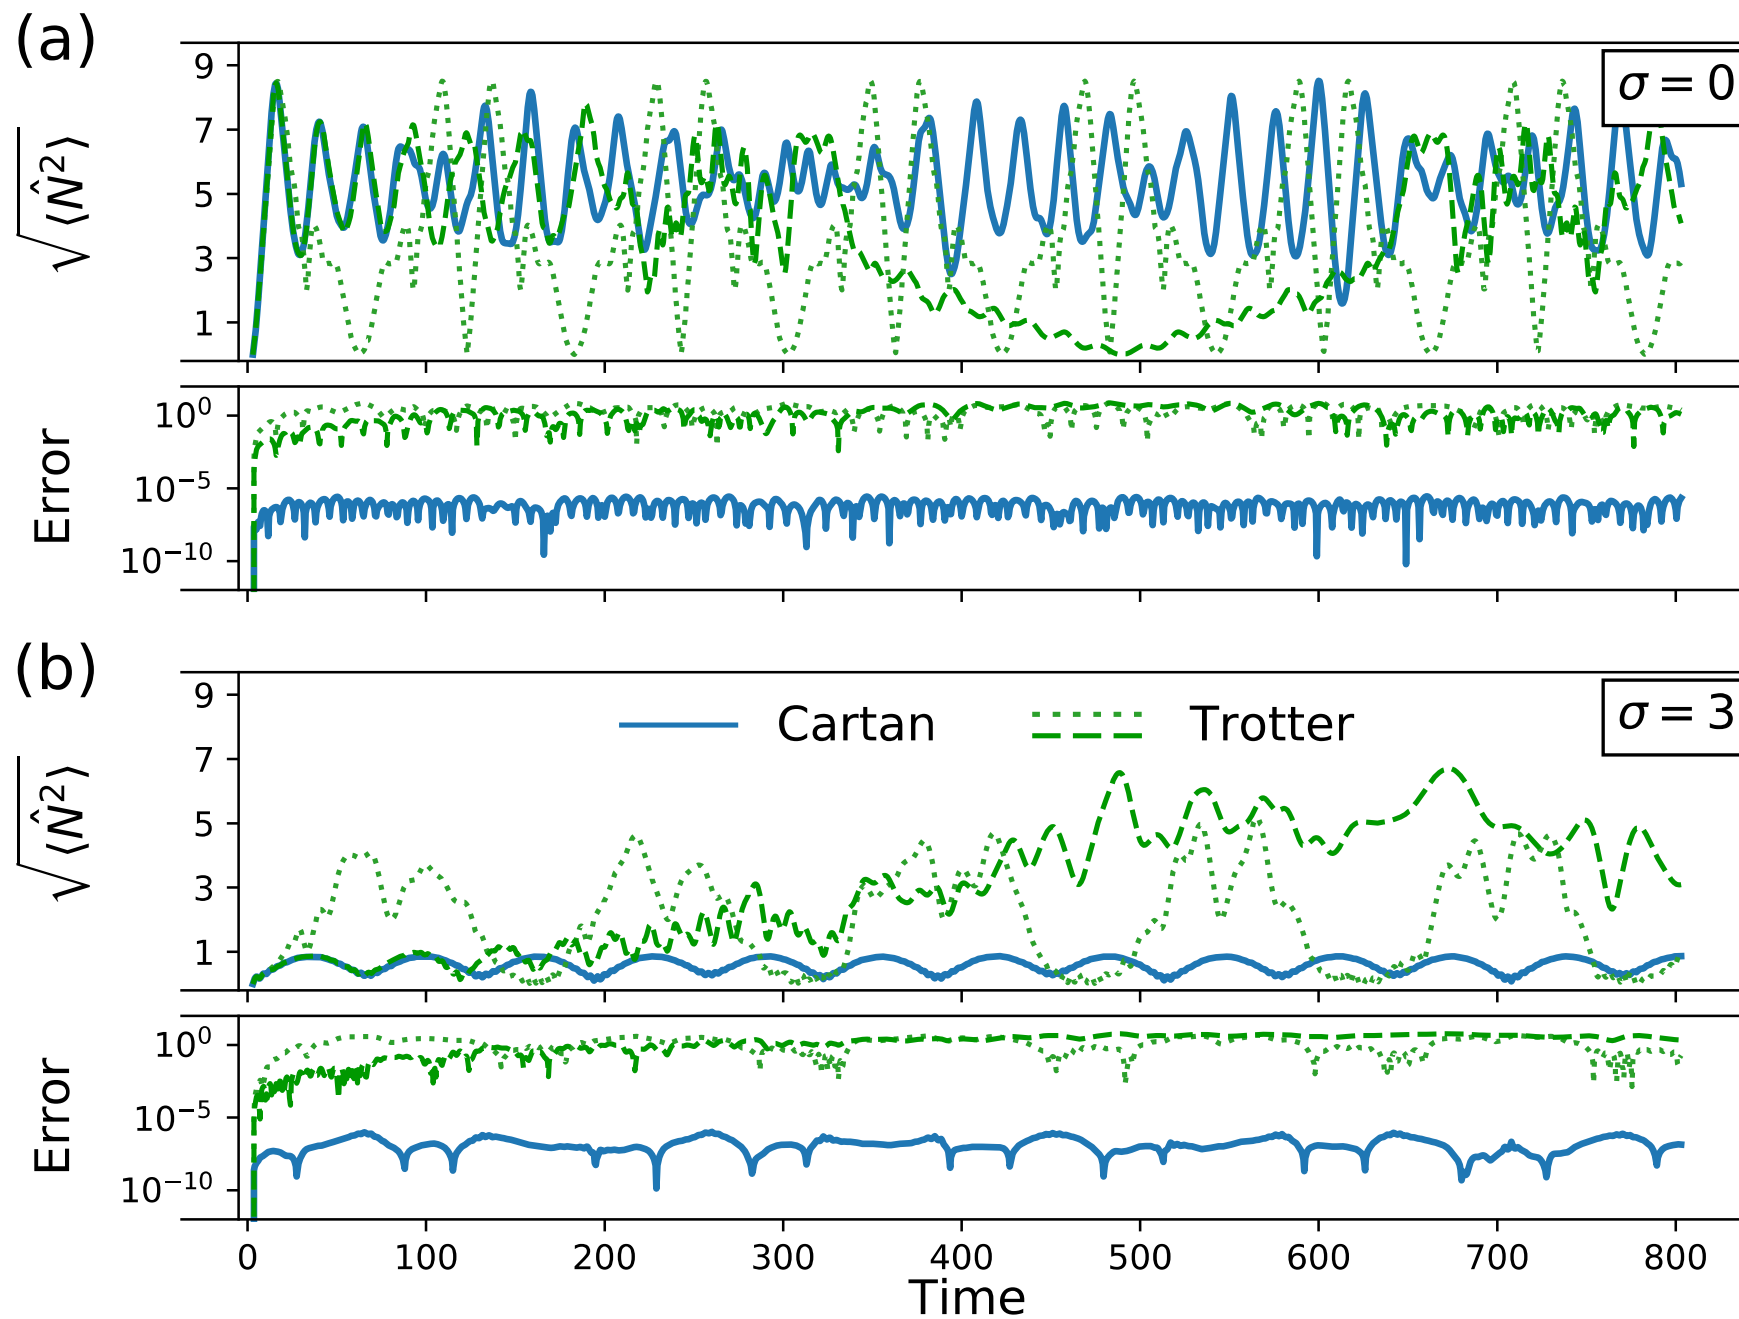 (a)
σ = 0
√⟨N̂²⟩
9
7
5
3
1
Error
10⁰
10⁻⁵
10⁻¹⁰
(b)
σ = 3
Cartan
Trotter
√⟨N̂²⟩
9
7
5
3
1
Error
10⁰
10⁻⁵
10⁻¹⁰
0 100 200 300 400 500 600 700 800
Time